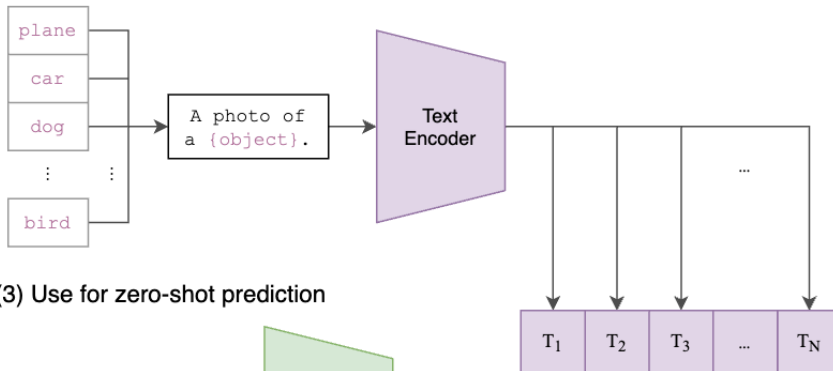 plane
car
dog
⋮ ⋮
bird
A photo of
a {object}.
Text
Encoder
...
(3) Use for zero-shot prediction
T1 T2 T3 ... TN